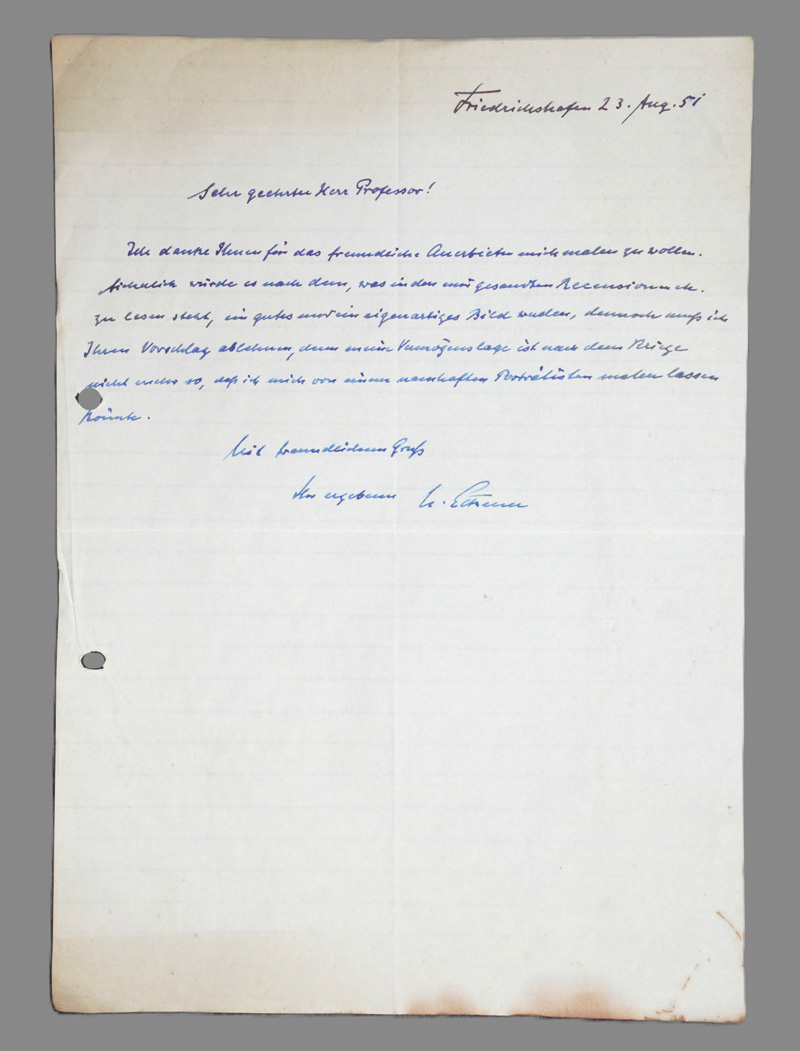 Friedrichshafen 23. Aug. 51
Sehr geehrter Herr Professor!
Ich danke Ihnen für das freundliche Anerbieten mich malen zu wollen.
Sicherlich würde es nach dem, was in den mir gesandten Recensionen etc.
zu lesen steht, ein gutes und ein eigenartiges Bild werden, dennoch muß ich
Ihren Vorschlag ablehnen, denn meine Vermögenslage ist nach dem Kriege
nicht mehr so, daß ich mich von einem namhaften Porträtisten malen lassen
könnte.
Mit freundlichem Gruß
Ihr ergebener H. Eckener